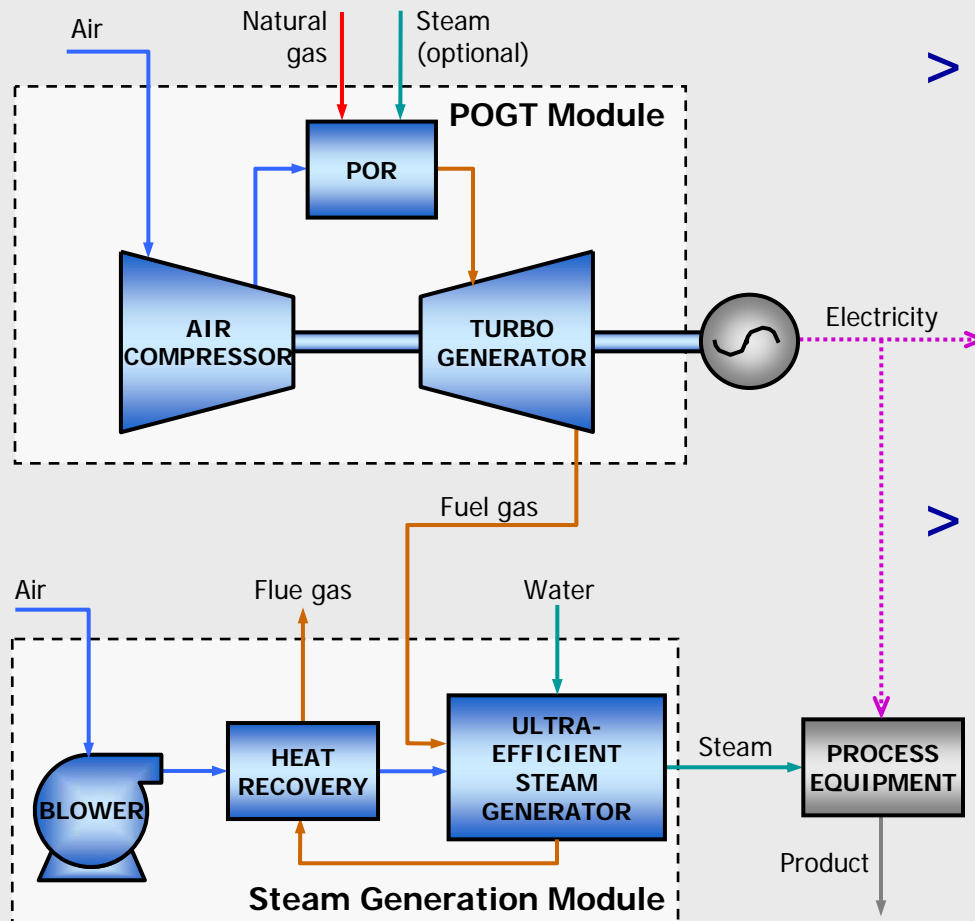 Air
Natural
gas
Steam
(optional)
>
POGT Module
POR
AIR
COMPRESSOR
TURBO
GENERATOR
Electricity
Fuel gas
>
Air
Flue gas
Water
BLOWER
HEAT
RECOVERY
ULTRA-
EFFICIENT
STEAM
GENERATOR
Steam
PROCESS
EQUIPMENT
Product
Steam Generation Module